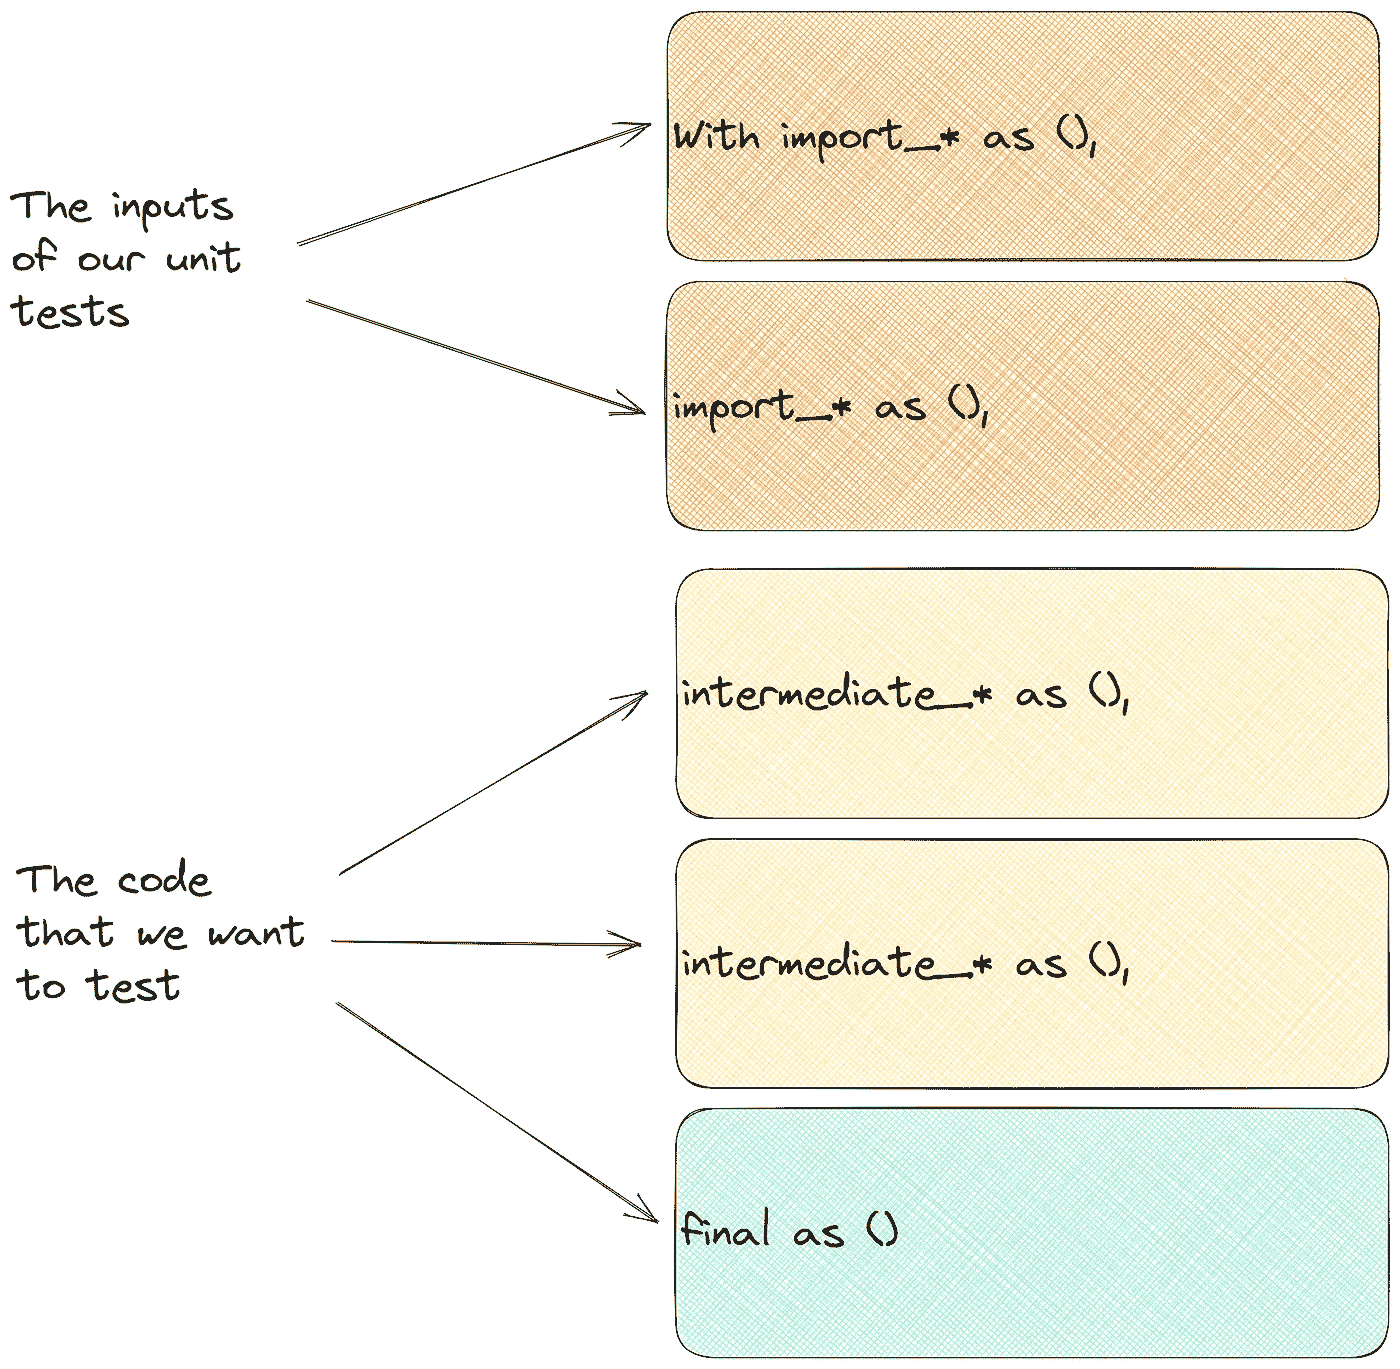 With import_* as (),
The inputs
of our unit
tests
import_* as (),
intermediate_* as (),
The code
that we want
to test
intermediate_* as (),
final as ()